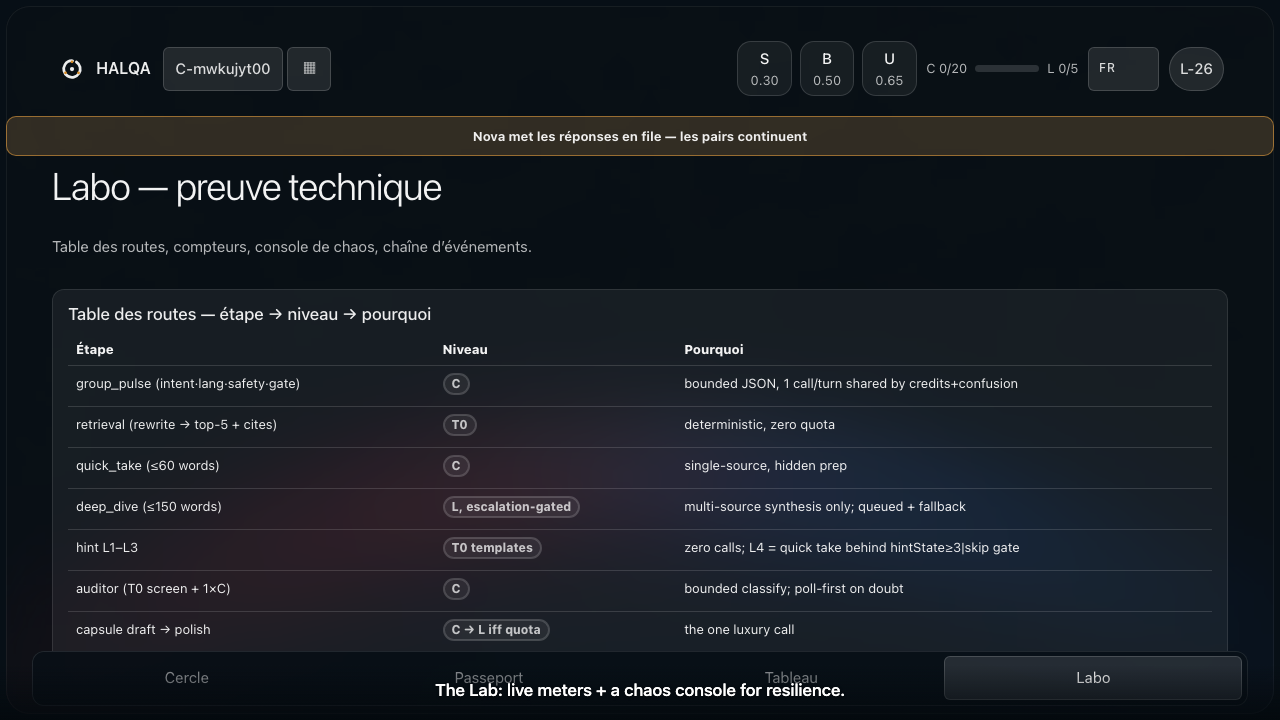 HALQA
C-mwkujyt00
S
0.30
B
0.50
U
0.65
C 0/20
L 0/5
FR
L-26
Nova met les réponses en file — les pairs continuent
Labo — preuve technique
Table des routes, compteurs, console de chaos, chaîne d’événements.
Table des routes — étape → niveau → pourquoi
Étape Niveau Pourquoi
group_pulse (intent·lang·safety·gate) C bounded JSON, 1 call/turn shared by credits+confusion
retrieval (rewrite → top-5 + cites) T0 deterministic, zero quota
quick_take (≤60 words) C single-source, hidden prep
deep_dive (≤150 words) L, escalation-gated multi-source synthesis only; queued + fallback
hint L1–L3 T0 templates zero calls; L4 = quick take behind hintState≥3|skip gate
auditor (T0 screen + 1×C) C bounded classify; poll-first on doubt
capsule draft → polish C → L iff quota the one luxury call
Cercle Passeport Tableau Labo
The Lab: live meters + a chaos console for resilience.